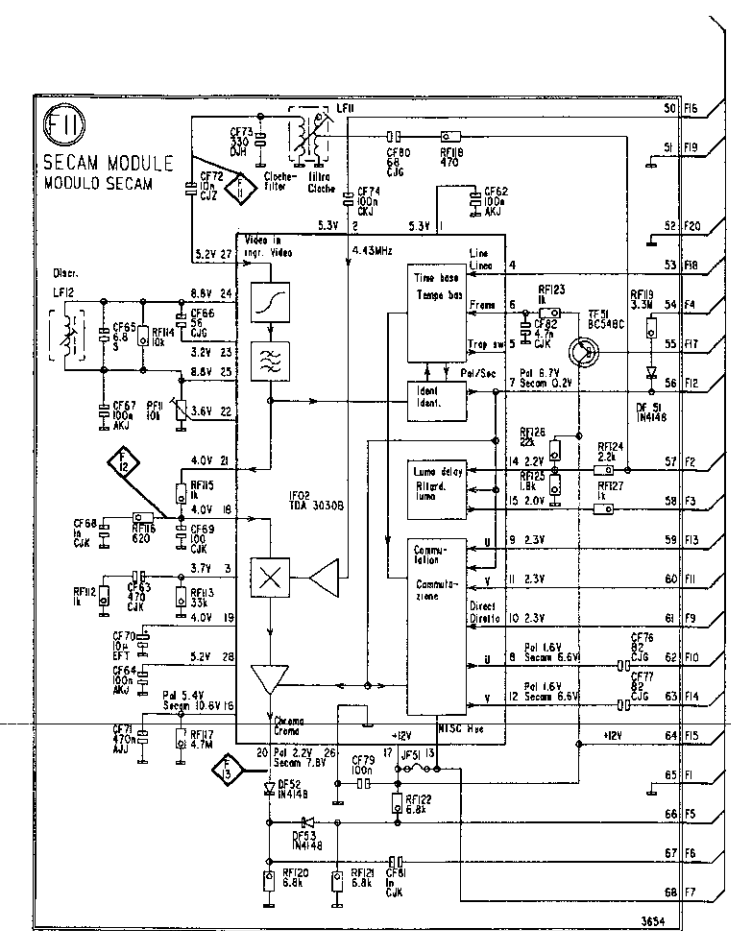 F11
SECAM MODULE
MODULO SECAM
LF11
CF73
330
DJH
CF72
10n
CJZ
Cloche-
filter
filtro
Cloche
F
11
CF80
68
CJG
RF118
470
CF74
100n
CKJ
CF62
100n
AKJ
50 F16
51 F19
52 F20
53 F18
54 F4
55 F17
56 F12
57 F2
58 F3
59 F13
60 F11
61 F9
62 F10
63 F14
64 F15
65 F1
66 F5
67 F6
68 F7
5.3V 2
5.3V 1
5.2V 27
Video in
ingr. Video
4.43MHz
Line
Linea 4
Time base
Tempo bas
Frame 6
Trap sw 5
RF123
1k
CF82
4.7n
CJK
TF51
BC548C
RF119
3.3M
DF 51
1N4148
Discr.
LF12
8.8V 24
CF65
6.8
S
RF114
10k
CF66
56
CJG
3.2V 23
8.8V 25
CF67
100n
AKJ
PF11
10k
3.6V 22
Ident
Ident.
Pal/Sec
Pal 6.7V
7 Secam 0.2V
F
12
4.0V 21
RF115
1k
4.0V 18
CF68
1n
CJK
RF116
620
CF69
100
CJK
IF02
TDA 3030B
Luma delay
Ritard.
luma
14 2.2V
15 2.0V
RF126
22k
RF125
1.8k
RF124
2.2k
RF127
1k
3.7V 3
RF112
1k
CF63
470
CJK
RF113
33k
4.0V 19
CF70
10µ
EFT
5.2V 28
CF64
100n
AKJ
Pal 5.4V
Secam 10.6V 16
CF71
470n
AJJ
RF117
4.7M
Commu-
tation
Commuta-
zione
U 9 2.3V
V 11 2.3V
Direct
Diretto 10 2.3V
U Pal 1.6V
8 Secam 6.6V
V Pal 1.6V
12 Secam 6.6V
CF76
82
CJG
CF77
82
CJG
Chroma
Croma
NTSC Hue
20 Pal 2.2V
Secam 7.8V
26
+12V
17
JF51
13
+12V
F
13
CF79
100n
DF52
1N4148
DF53
1N4148
RF122
6.8k
RF120
6.8k
RF121
6.8k
CF81
1n
CJK
3654